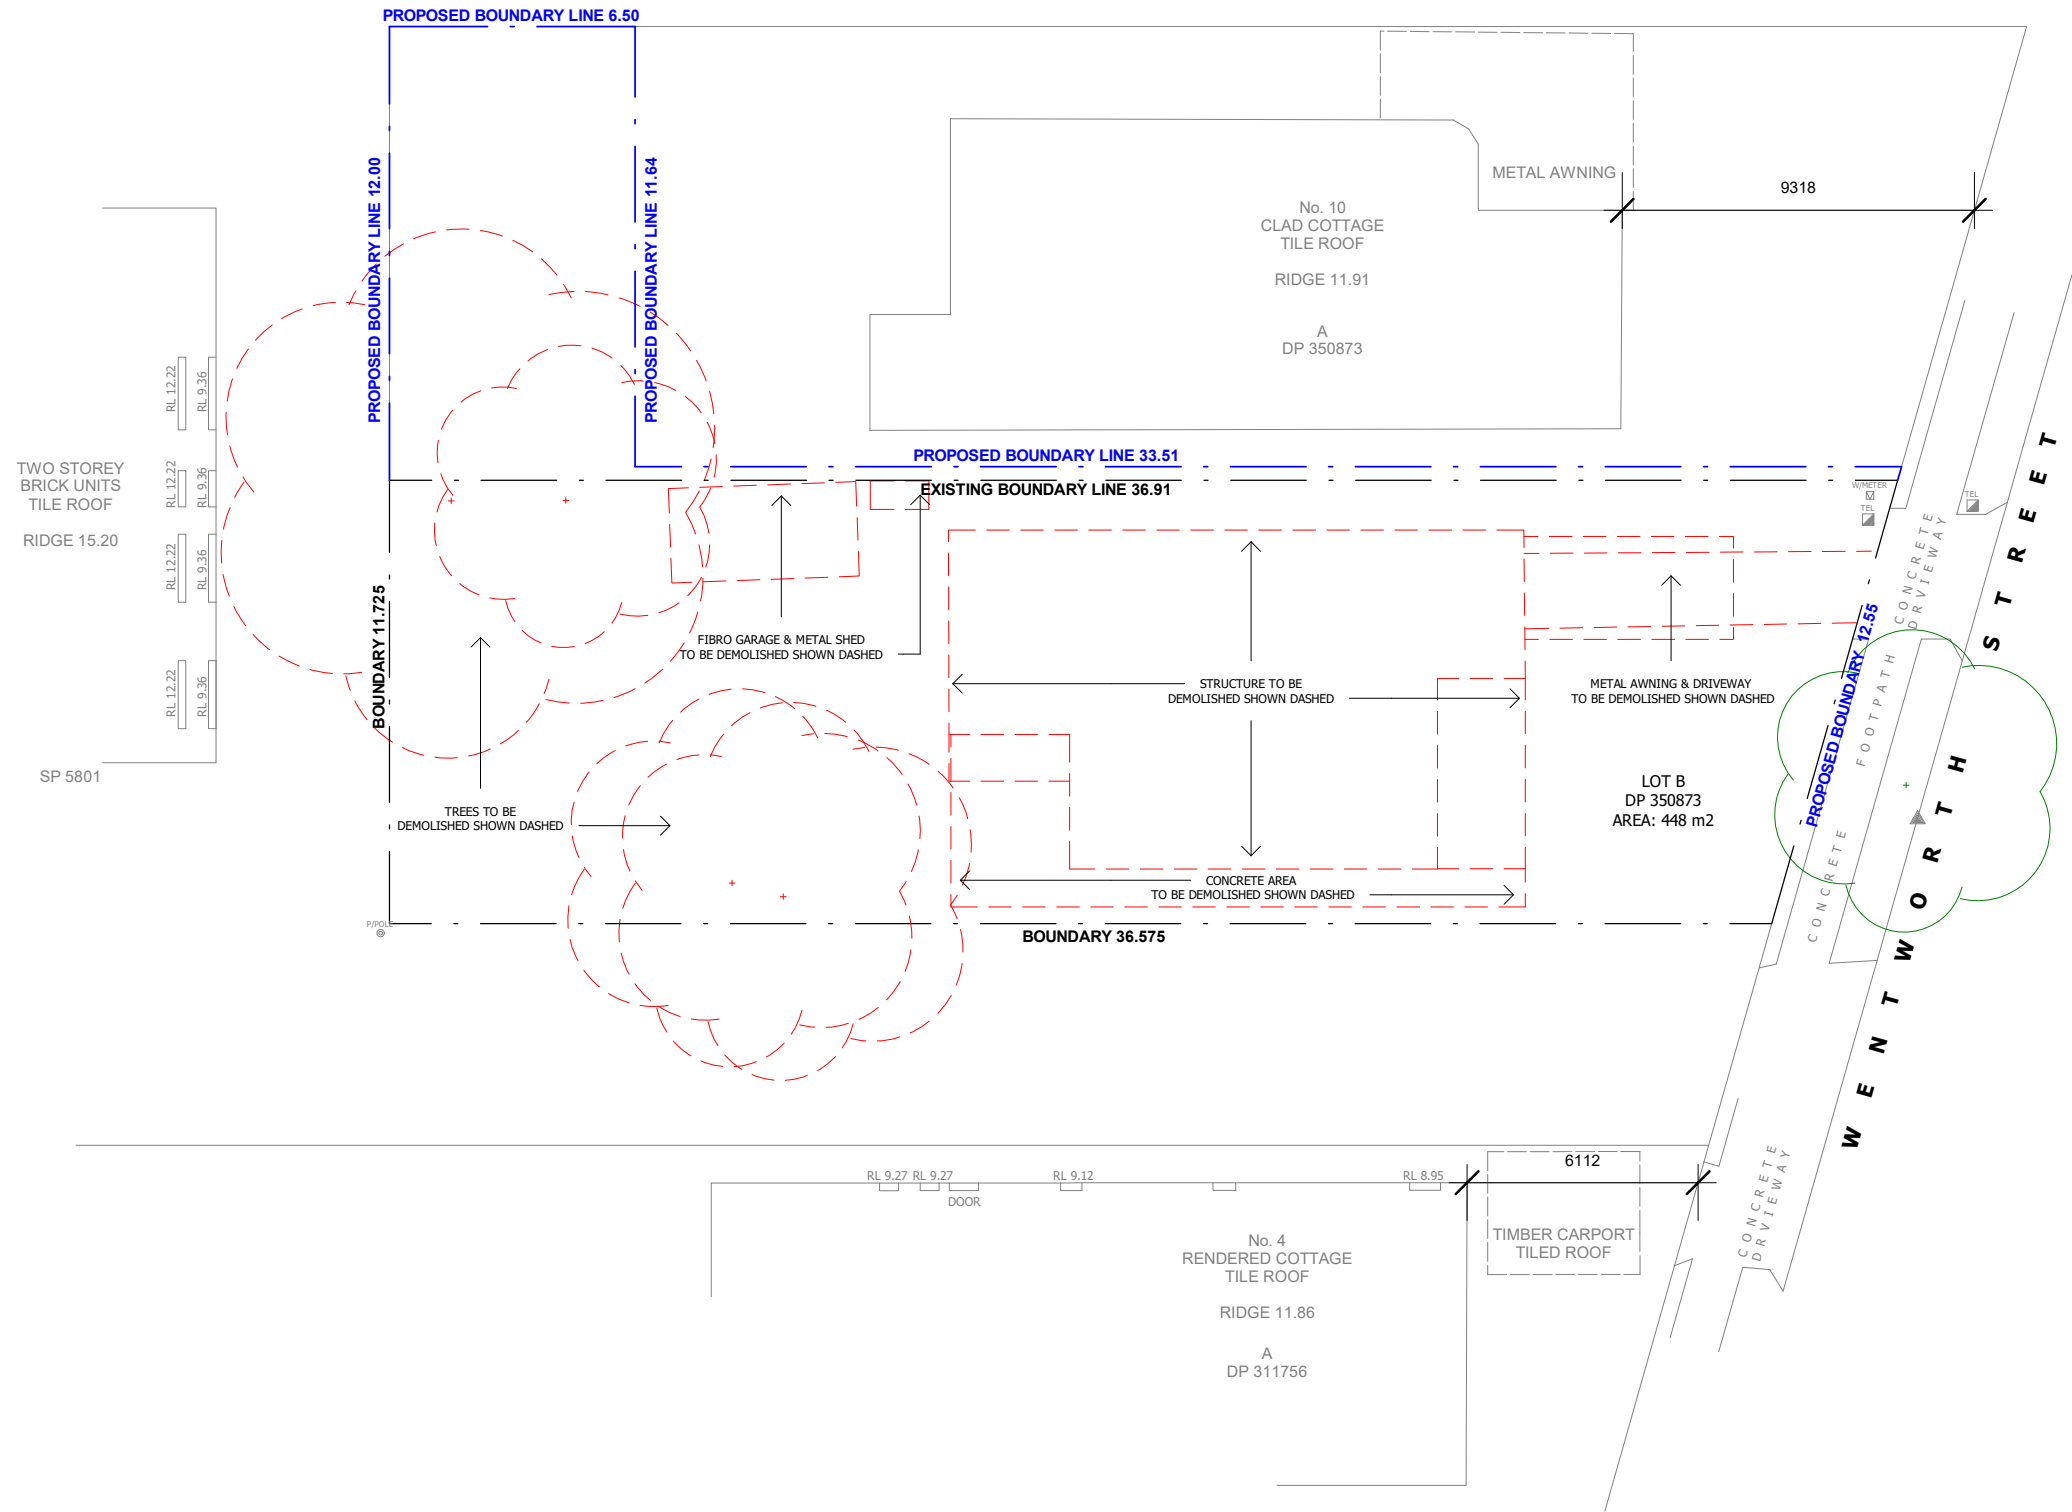 PROPOSED BOUNDARY LINE 6.50
PROPOSED BOUNDARY LINE 12.00
PROPOSED BOUNDARY LINE 11.64
METAL AWNING
9318
No. 10
CLAD COTTAGE
TILE ROOF
RIDGE 11.91
A
DP 350873
RL 12.22
RL 9.36
RL 12.22
RL 9.36
RL 12.22
RL 9.36
RL 12.22
RL 9.36
TWO STOREY
BRICK UNITS
TILE ROOF
RIDGE 15.20
SP 5801
PROPOSED BOUNDARY LINE 33.51
EXISTING BOUNDARY LINE 36.91
W/METER
TEL
TEL
CONCRETE
DRVIEWAY
WENTWORTH STREET
BOUNDARY 11.725
FIBRO GARAGE & METAL SHED
TO BE DEMOLISHED SHOWN DASHED
STRUCTURE TO BE
DEMOLISHED SHOWN DASHED
METAL AWNING & DRIVEWAY
TO BE DEMOLISHED SHOWN DASHED
PROPOSED BOUNDARY 12.55
CONCRETE FOOTPATH
LOT B
DP 350873
AREA: 448 m2
TREES TO BE
DEMOLISHED SHOWN DASHED
CONCRETE AREA
TO BE DEMOLISHED SHOWN DASHED
P/POLE
BOUNDARY 36.575
RL 9.27
RL 9.27
DOOR
RL 9.12
RL 8.95
6112
CONCRETE
DRVIEWAY
TIMBER CARPORT
TILED ROOF
No. 4
RENDERED COTTAGE
TILE ROOF
RIDGE 11.86
A
DP 311756